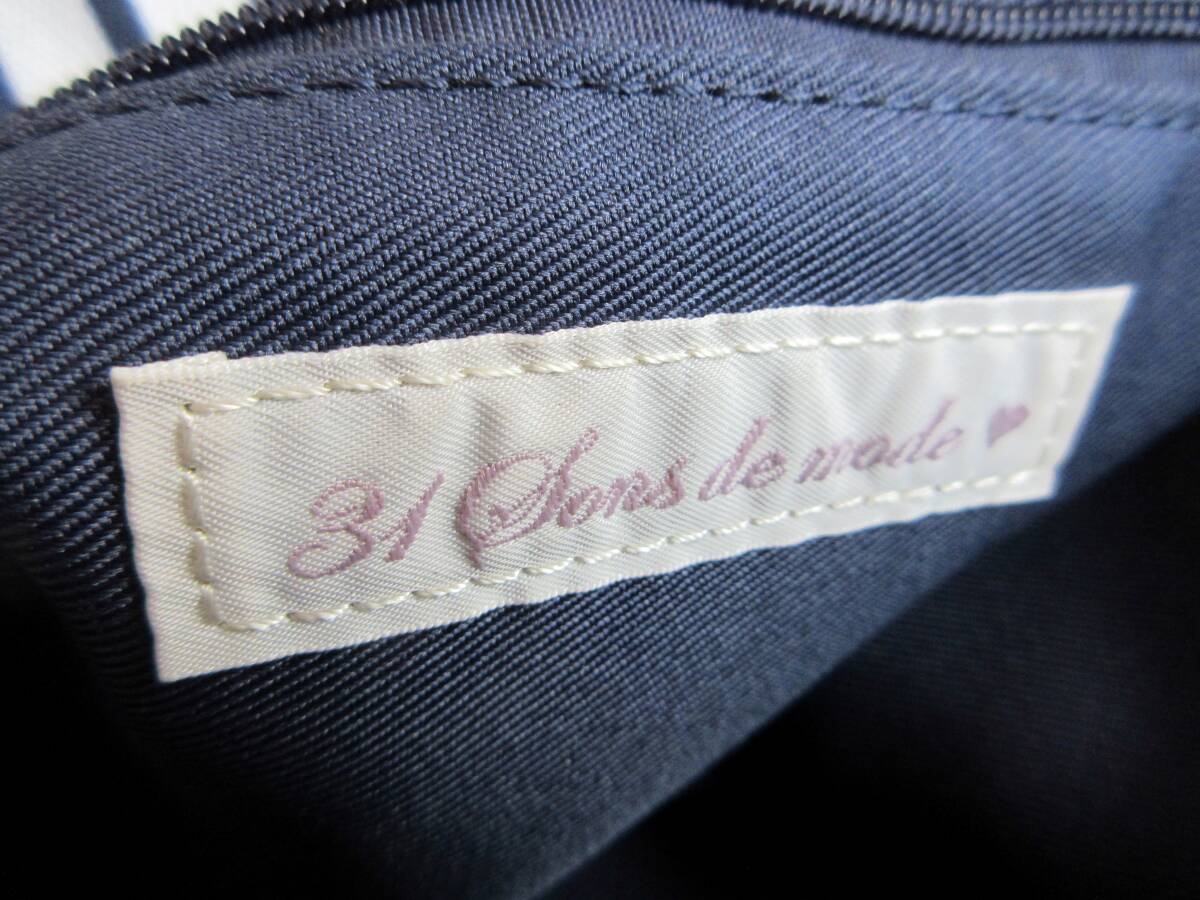 31 Sons de mode ♥